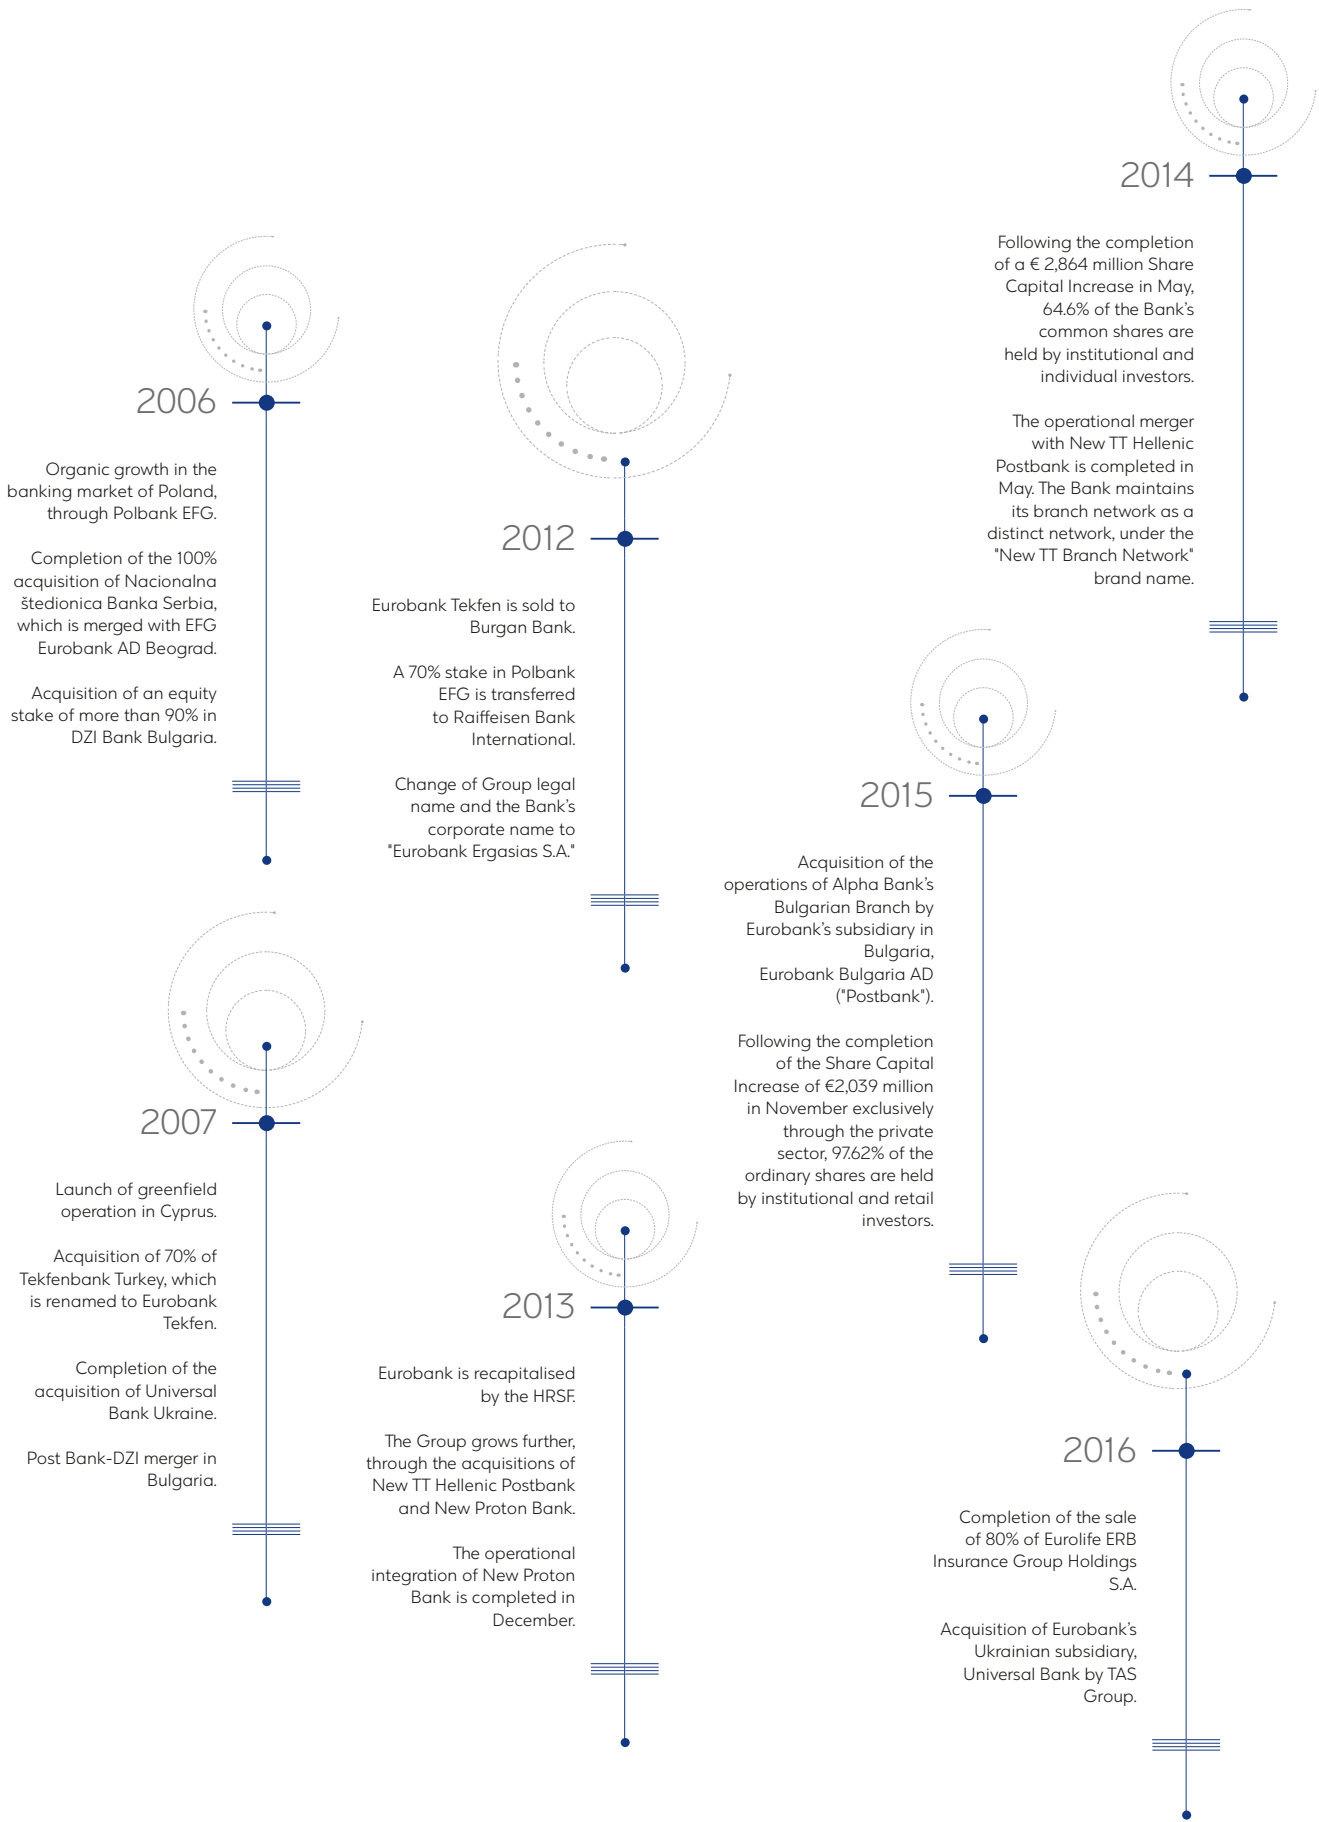 2006
Organic growth in the
banking market of Poland,
through Polbank EFG.
Completion of the 100%
acquisition of Nacionalna
štedionica Banka Serbia,
which is merged with EFG
Eurobank AD Beograd.
Acquisition of an equity
stake of more than 90% in
DZI Bank Bulgaria.
2007
Launch of greenfield
operation in Cyprus.
Acquisition of 70% of
Tekfenbank Turkey, which
is renamed to Eurobank
Tekfen.
Completion of the
acquisition of Universal
Bank Ukraine.
Post Bank-DZI merger in
Bulgaria.
2012
Eurobank Tekfen is sold to
Burgan Bank.
A 70% stake in Polbank
EFG is transferred
to Raiffeisen Bank
International.
Change of Group legal
name and the Bank's
corporate name to
"Eurobank Ergasias S.A."
2013
Eurobank is recapitalised
by the HRSF.
The Group grows further,
through the acquisitions of
New TT Hellenic Postbank
and New Proton Bank.
The operational
integration of New Proton
Bank is completed in
December.
2014
Following the completion
of a € 2,864 million Share
Capital Increase in May,
64.6% of the Bank's
common shares are
held by institutional and
individual investors.
The operational merger
with New TT Hellenic
Postbank is completed in
May. The Bank maintains
its branch network as a
distinct network, under the
"New TT Branch Network"
brand name.
2015
Acquisition of the
operations of Alpha Bank's
Bulgarian Branch by
Eurobank's subsidiary in
Bulgaria,
Eurobank Bulgaria AD
("Postbank").
Following the completion
of the Share Capital
Increase of €2,039 million
in November exclusively
through the private
sector, 97.62% of the
ordinary shares are held
by institutional and retail
investors.
2016
Completion of the sale
of 80% of Eurolife ERB
Insurance Group Holdings
S.A.
Acquisition of Eurobank's
Ukrainian subsidiary,
Universal Bank by TAS
Group.